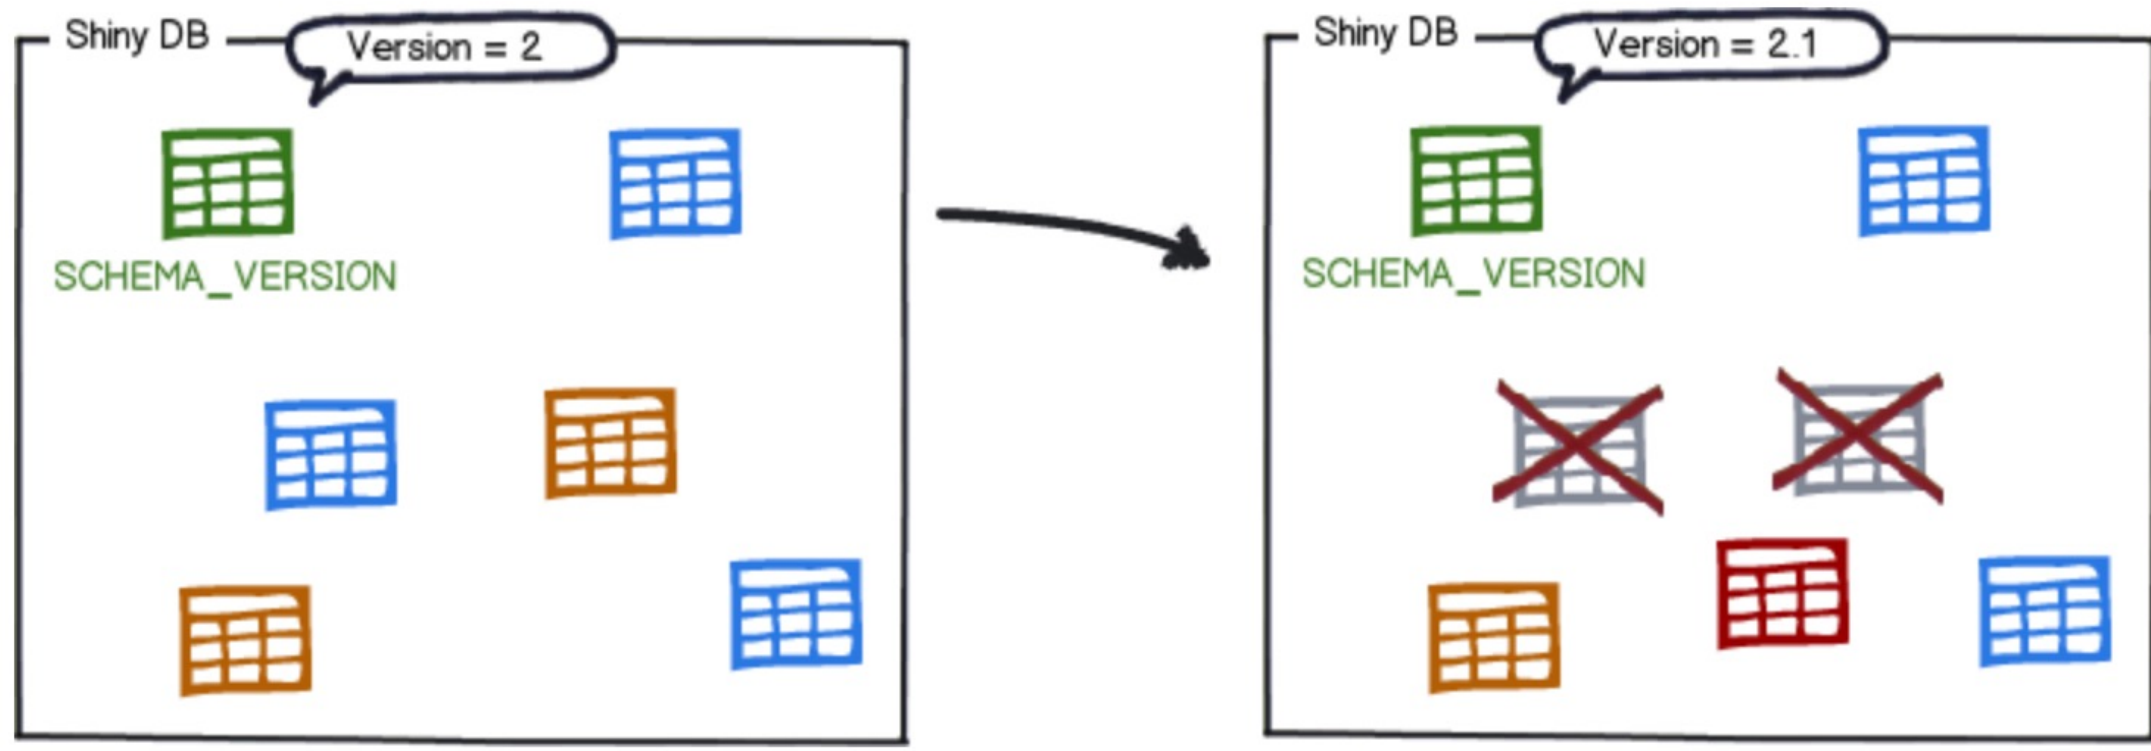 Shiny DB
Version = 2
SCHEMA_VERSION
Shiny DB
Version = 2.1
SCHEMA_VERSION